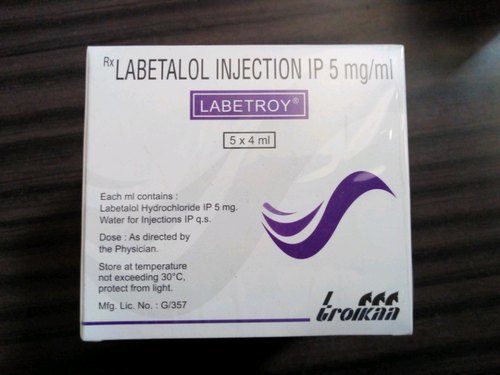 Rx LABETALOL INJECTION IP 5 mg/ml
LABETROY®
5 x 4 ml
Each ml contains :
Labetalol Hydrochloride IP 5 mg.
Water for Injections IP q.s.
Dose : As directed by
the Physician.
Store at temperature
not exceeding 30°C,
protect from light.
Mfg. Lic. No. : G/357
troikaa